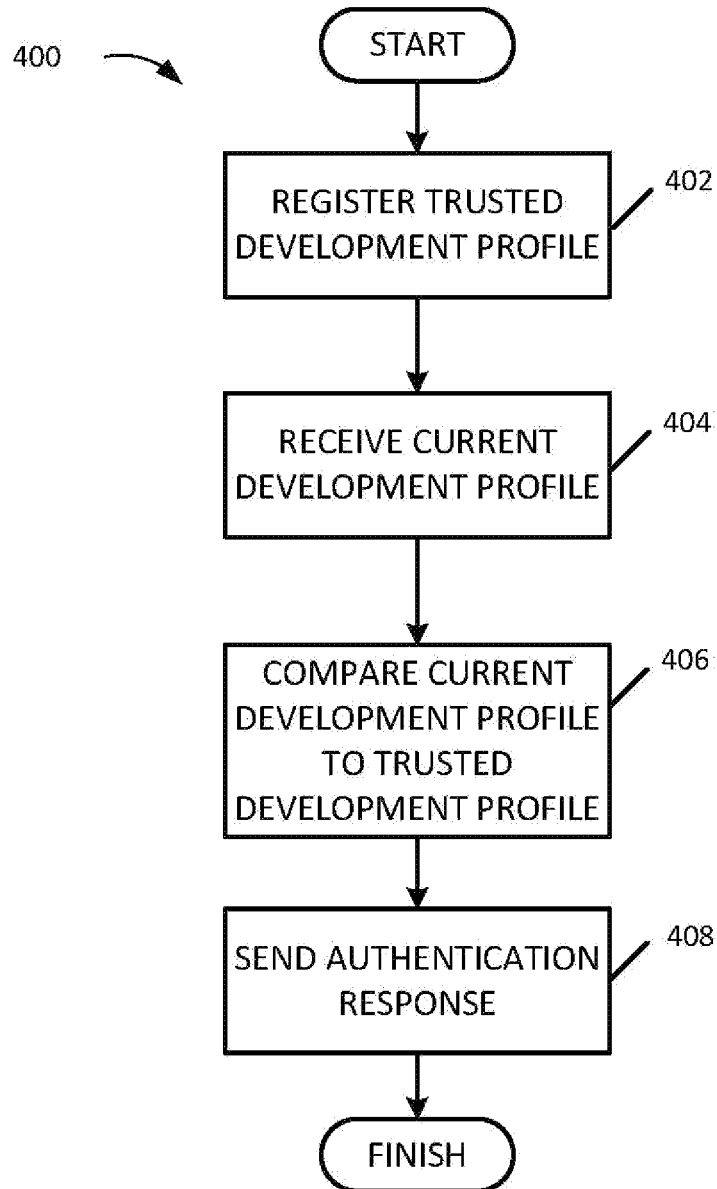 400
START
REGISTER TRUSTED
DEVELOPMENT PROFILE
402
RECEIVE CURRENT
DEVELOPMENT PROFILE
404
COMPARE CURRENT
DEVELOPMENT PROFILE
TO TRUSTED
DEVELOPMENT PROFILE
406
SEND AUTHENTICATION
RESPONSE
408
FINISH